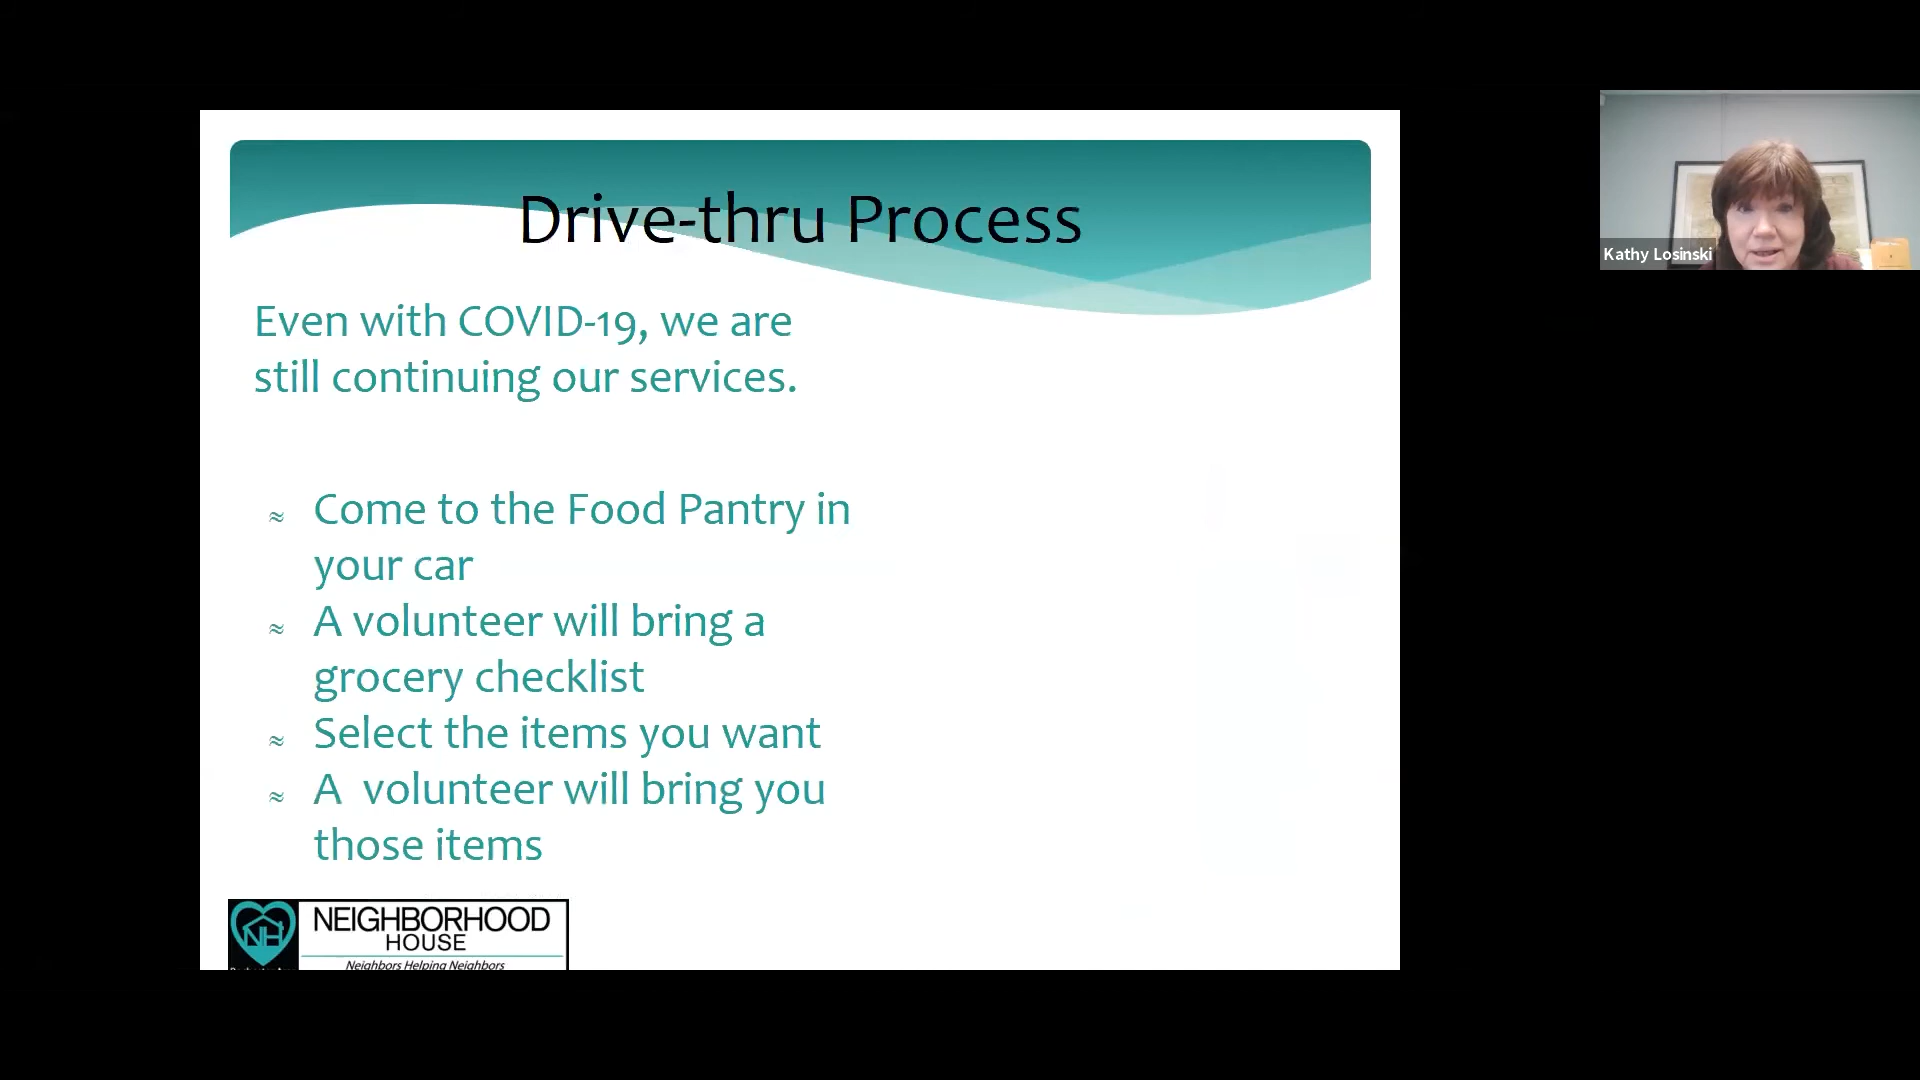 Drive-thru Process
Even with COVID-19, we are
still continuing our services.
≈ Come to the Food Pantry in
your car
≈ A volunteer will bring a
grocery checklist
≈ Select the items you want
≈ A  volunteer will bring you
those items
NH
NEIGHBORHOOD
HOUSE
Neighbors Helping Neighbors
Kathy Losinski